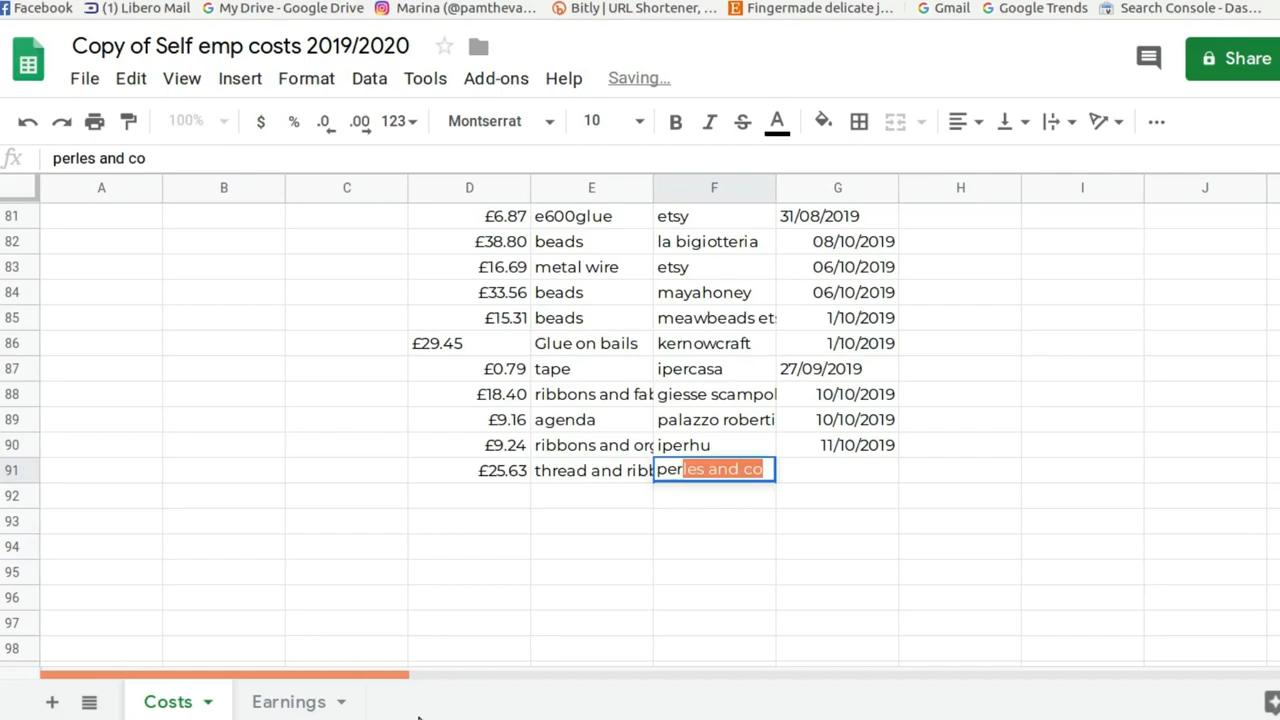 Facebook (1) Libero Mail My Drive - Google Drive Marina (@pamtheva... Bitly | URL Shortener, ... Fingermade delicate j... Gmail Google Trends Search Console - Das...
Copy of Self emp costs 2019/2020
File Edit View Insert Format Data Tools Add-ons Help Saving... Share
100% $ % .0 .00 123 Montserrat 10 B I S A ...
fx perles and co
A B C D E F G H I J
81 £6.87 e600glue etsy 31/08/2019
82 £38.80 beads la bigiotteria 08/10/2019
83 £16.69 metal wire etsy 06/10/2019
84 £33.56 beads mayahoney 06/10/2019
85 £15.31 beads meawbeads ets 1/10/2019
86 £29.45 Glue on bails kernowcraft 1/10/2019
87 £0.79 tape ipercasa 27/09/2019
88 £18.40 ribbons and fab giesse scampol 10/10/2019
89 £9.16 agenda palazzo roberti 10/10/2019
90 £9.24 ribbons and org iperhu 11/10/2019
91 £25.63 thread and ribb perles and co
92
93
94
95
96
97
98
Costs Earnings